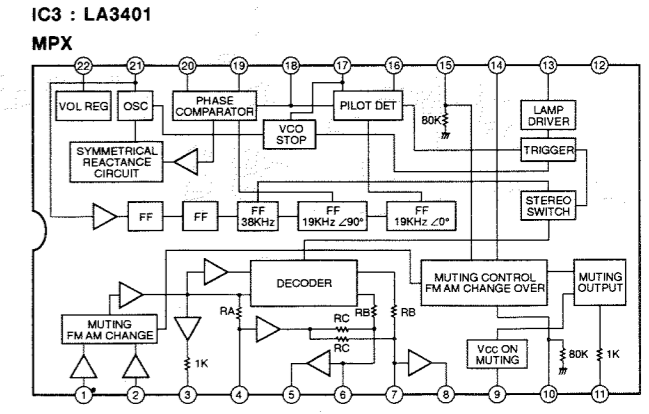 IC3 : LA3401
MPX
22 21 20 19 18 17 16 15 14 13 12
VOL REG
OSC
PHASE
COMPARATOR
PILOT DET
80K
LAMP
DRIVER
VCO
STOP
TRIGGER
SYMMETRICAL
REACTANCE
CIRCUIT
STEREO
SWITCH
FF
FF
FF
38KHz
FF
19KHz ∠90°
FF
19KHz ∠0°
DECODER
MUTING CONTROL
FM AM CHANGE OVER
MUTING
OUTPUT
RA
RB
RB
RC
RC
MUTING
FM AM CHANGE
1K
Vcc ON
MUTING
80K
1K
1 2 3 4 5 6 7 8 9 10 11